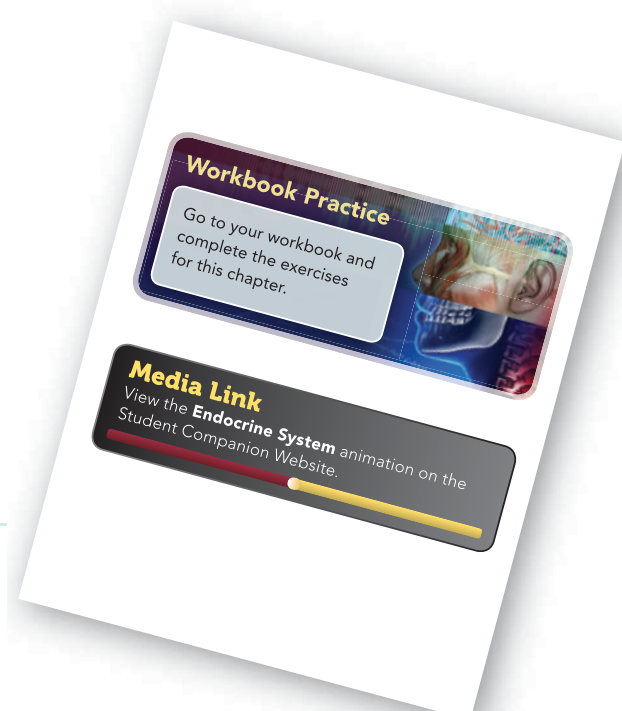 Workbook Practice
Go to your workbook and
complete the exercises
for this chapter.
Media Link
View the Endocrine System animation on the
Student Companion Website.